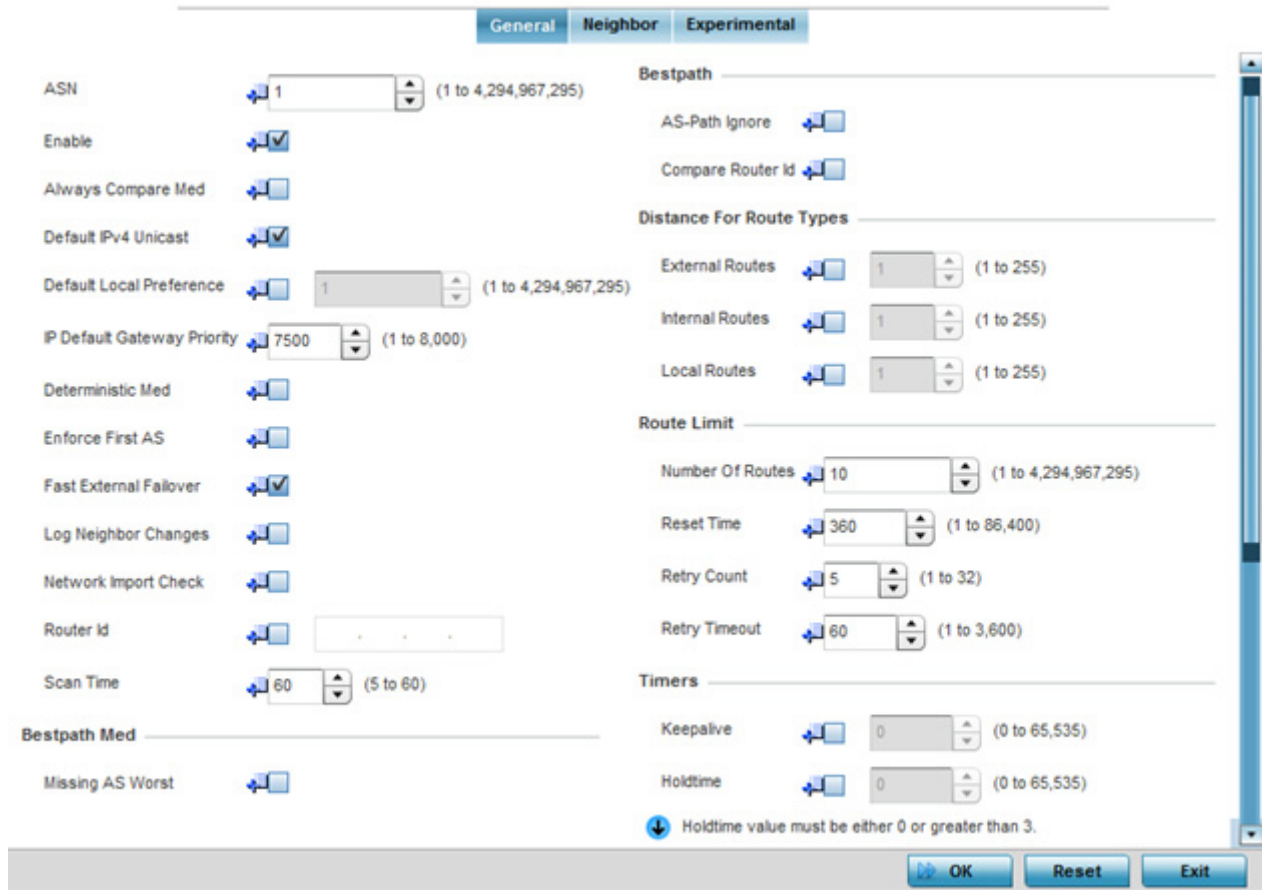 General Neighbor Experimental
ASN 1 (1 to 4,294,967,295)
Enable
Always Compare Med
Default IPv4 Unicast
Default Local Preference 1 (1 to 4,294,967,295)
IP Default Gateway Priority 7500 (1 to 8,000)
Deterministic Med
Enforce First AS
Fast External Failover
Log Neighbor Changes
Network Import Check
Router Id . . .
Scan Time 60 (5 to 60)
Bestpath Med
Missing AS Worst
Bestpath
AS-Path Ignore
Compare Router Id
Distance For Route Types
External Routes 1 (1 to 255)
Internal Routes 1 (1 to 255)
Local Routes 1 (1 to 255)
Route Limit
Number Of Routes 10 (1 to 4,294,967,295)
Reset Time 360 (1 to 86,400)
Retry Count 5 (1 to 32)
Retry Timeout 60 (1 to 3,600)
Timers
Keepalive 0 (0 to 65,535)
Holdtime 0 (0 to 65,535)
Holdtime value must be either 0 or greater than 3.
OK Reset Exit